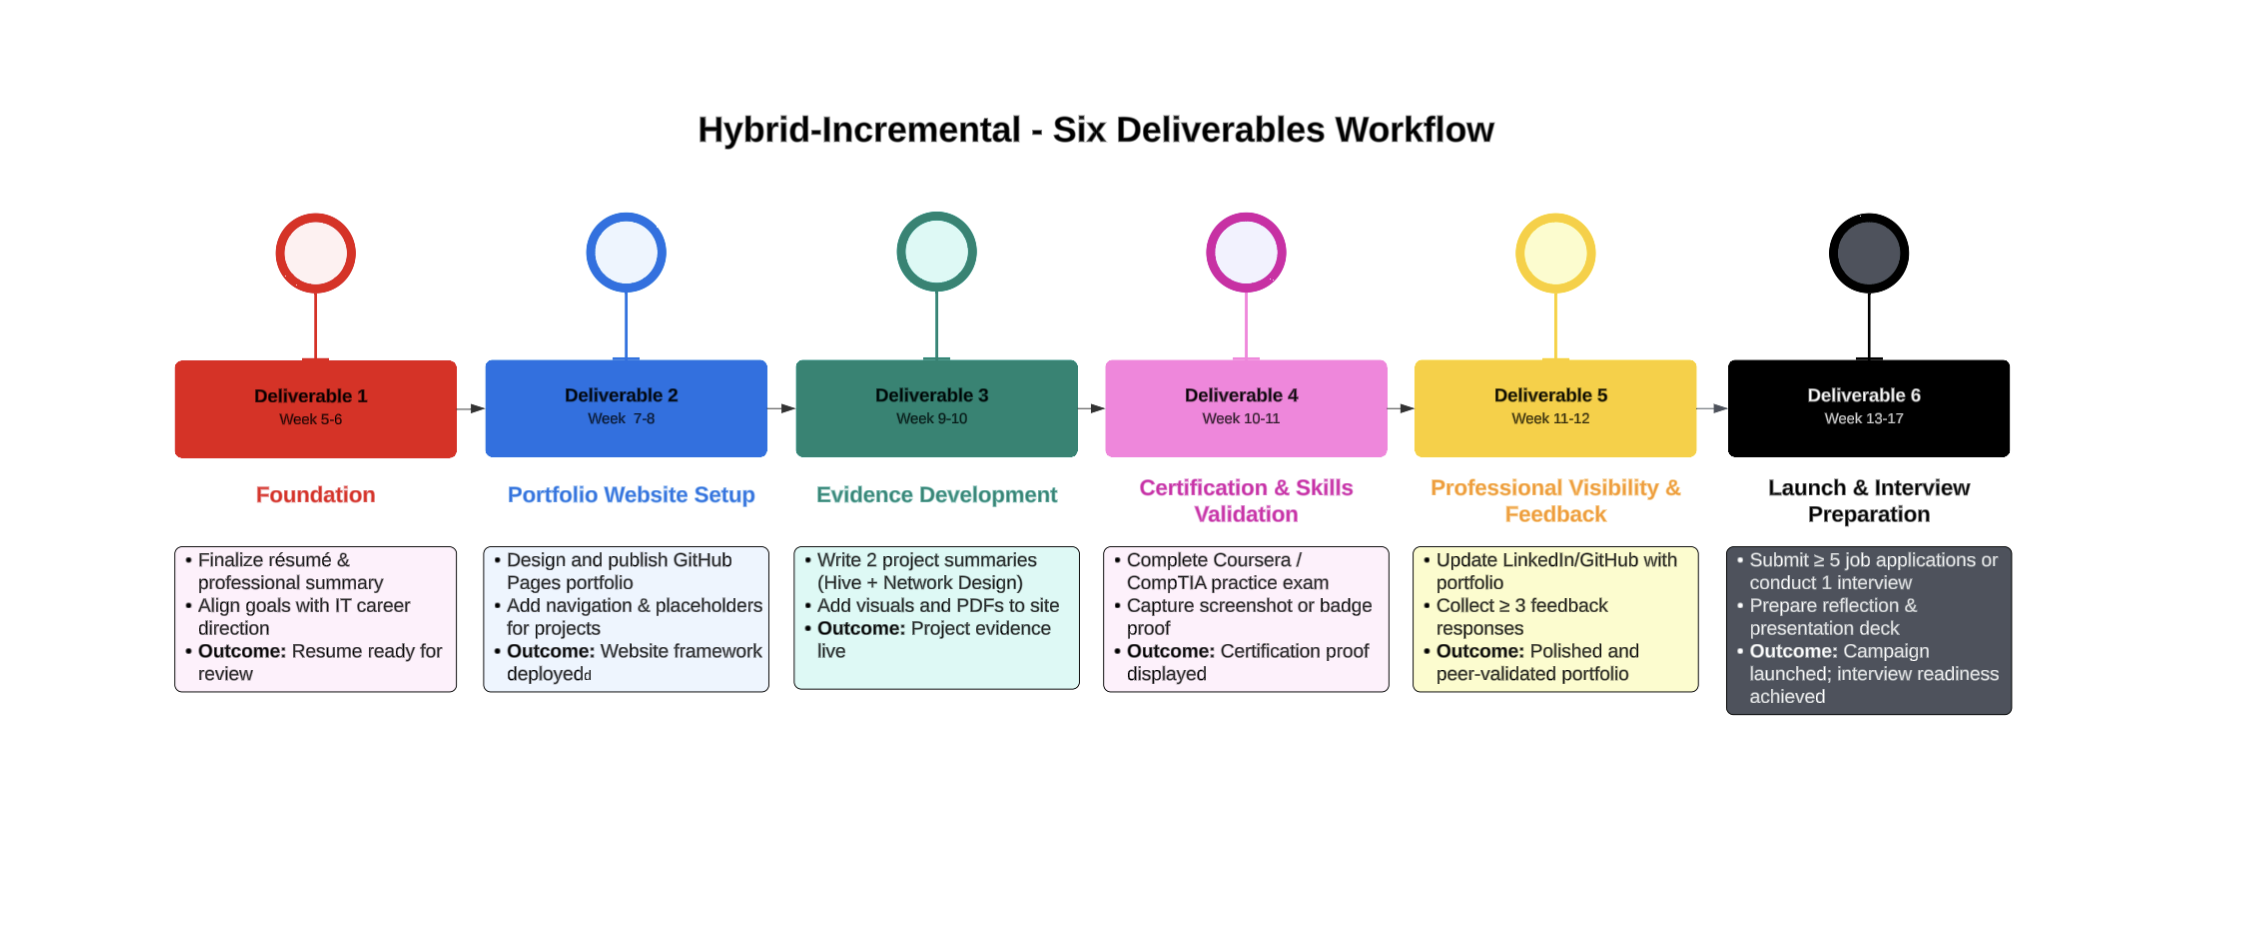 Hybrid-Incremental - Six Deliverables Workflow
Deliverable 1
Week 5-6
Deliverable 2
Week  7-8
Deliverable 3
Week 9-10
Deliverable 4
Week 10-11
Deliverable 5
Week 11-12
Deliverable 6
Week 13-17
Foundation
Portfolio Website Setup
Evidence Development
Certification & Skills
Validation
Professional Visibility &
Feedback
Launch & Interview
Preparation
• Finalize résumé &
professional summary
• Align goals with IT career
direction
• Outcome: Resume ready for
review
• Design and publish GitHub
Pages portfolio
• Add navigation & placeholders
for projects
• Outcome: Website framework
deployedd
• Write 2 project summaries
(Hive + Network Design)
• Add visuals and PDFs to site
• Outcome: Project evidence
live
• Complete Coursera /
CompTIA practice exam
• Capture screenshot or badge
proof
• Outcome: Certification proof
displayed
• Update LinkedIn/GitHub with
portfolio
• Collect ≥ 3 feedback
responses
• Outcome: Polished and
peer-validated portfolio
• Submit ≥ 5 job applications or
conduct 1 interview
• Prepare reflection &
presentation deck
• Outcome: Campaign
launched; interview readiness
achieved